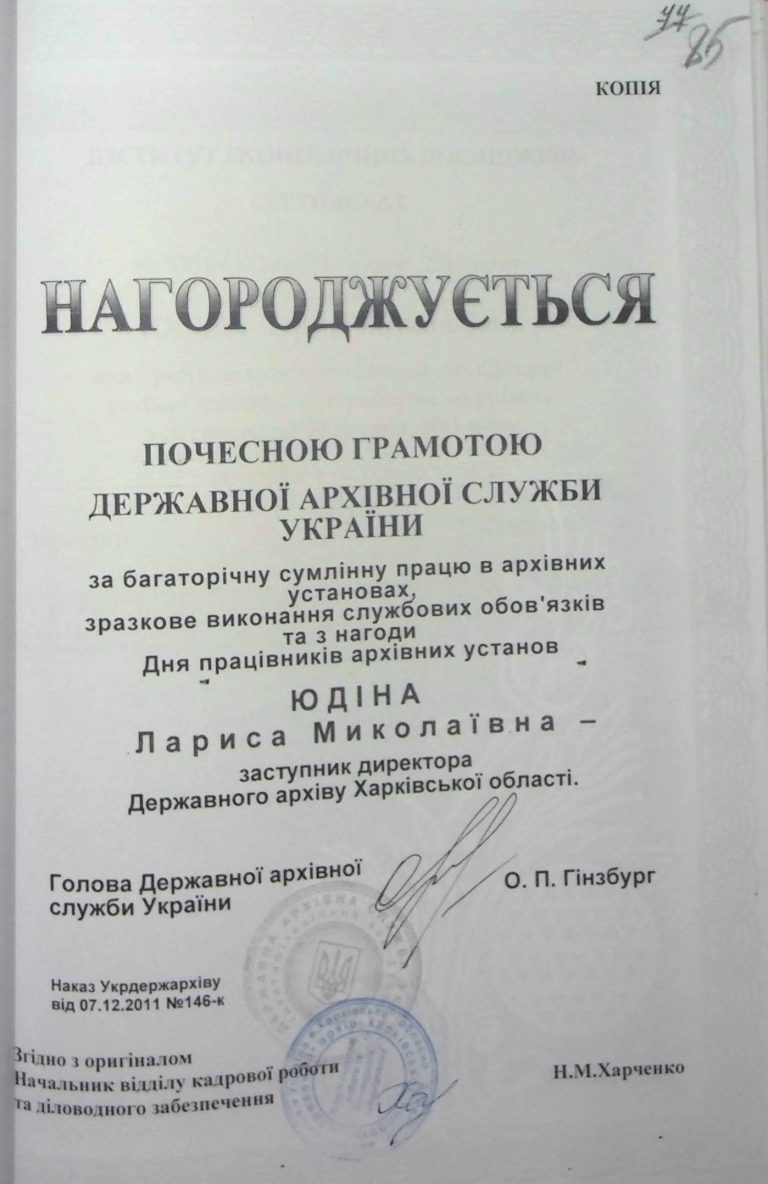 77
85
КОПІЯ
НАГОРОДЖУЄТЬСЯ
ПОЧЕСНОЮ ГРАМОТОЮ
ДЕРЖАВНОЇ АРХІВНОЇ СЛУЖБИ
УКРАЇНИ
за багаторічну сумлінну працю в архівних
установах,
зразкове виконання службових обов'язків
та з нагоди
Дня працівників архівних установ
ЮДІНА
Лариса Миколаївна –
заступник директора
Державного архіву Харківської області.
Голова Державної архівної
служби України
О. П. Гінзбург
Наказ Укрдержархіву
від 07.12.2011 №146-к
Згідно з оригіналом
Начальник відділу кадрової роботи
та діловодного забезпечення
Н.М.Харченко